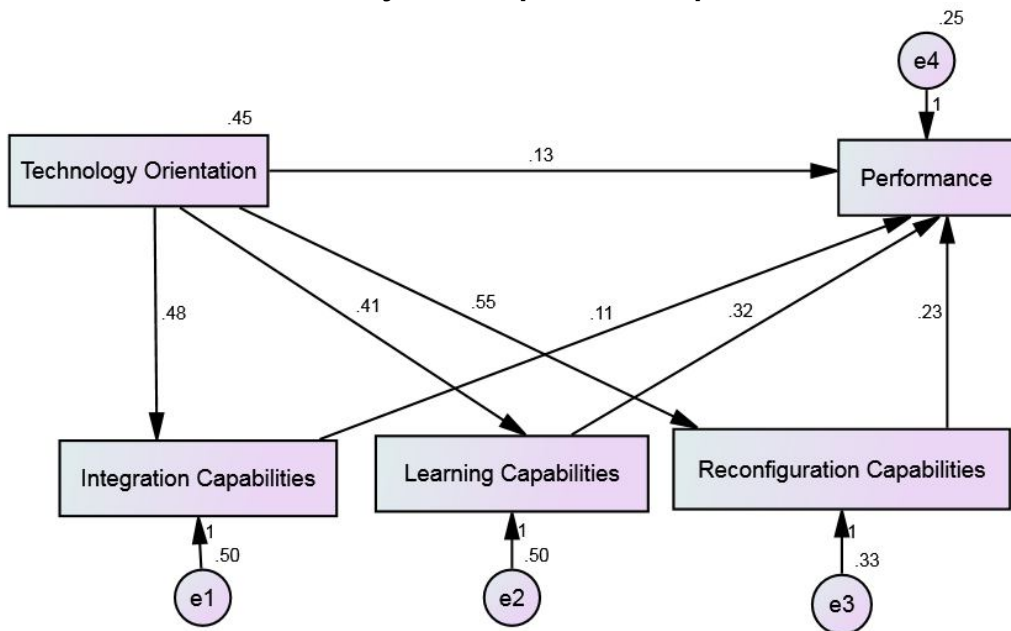 .25
e4
1
.45
Technology Orientation
.13
Performance
.48
.41
.55
.11
.32
.23
Integration Capabilities
Learning Capabilities
Reconfiguration Capabilities
1
.50
1
.50
1
.33
e1
e2
e3